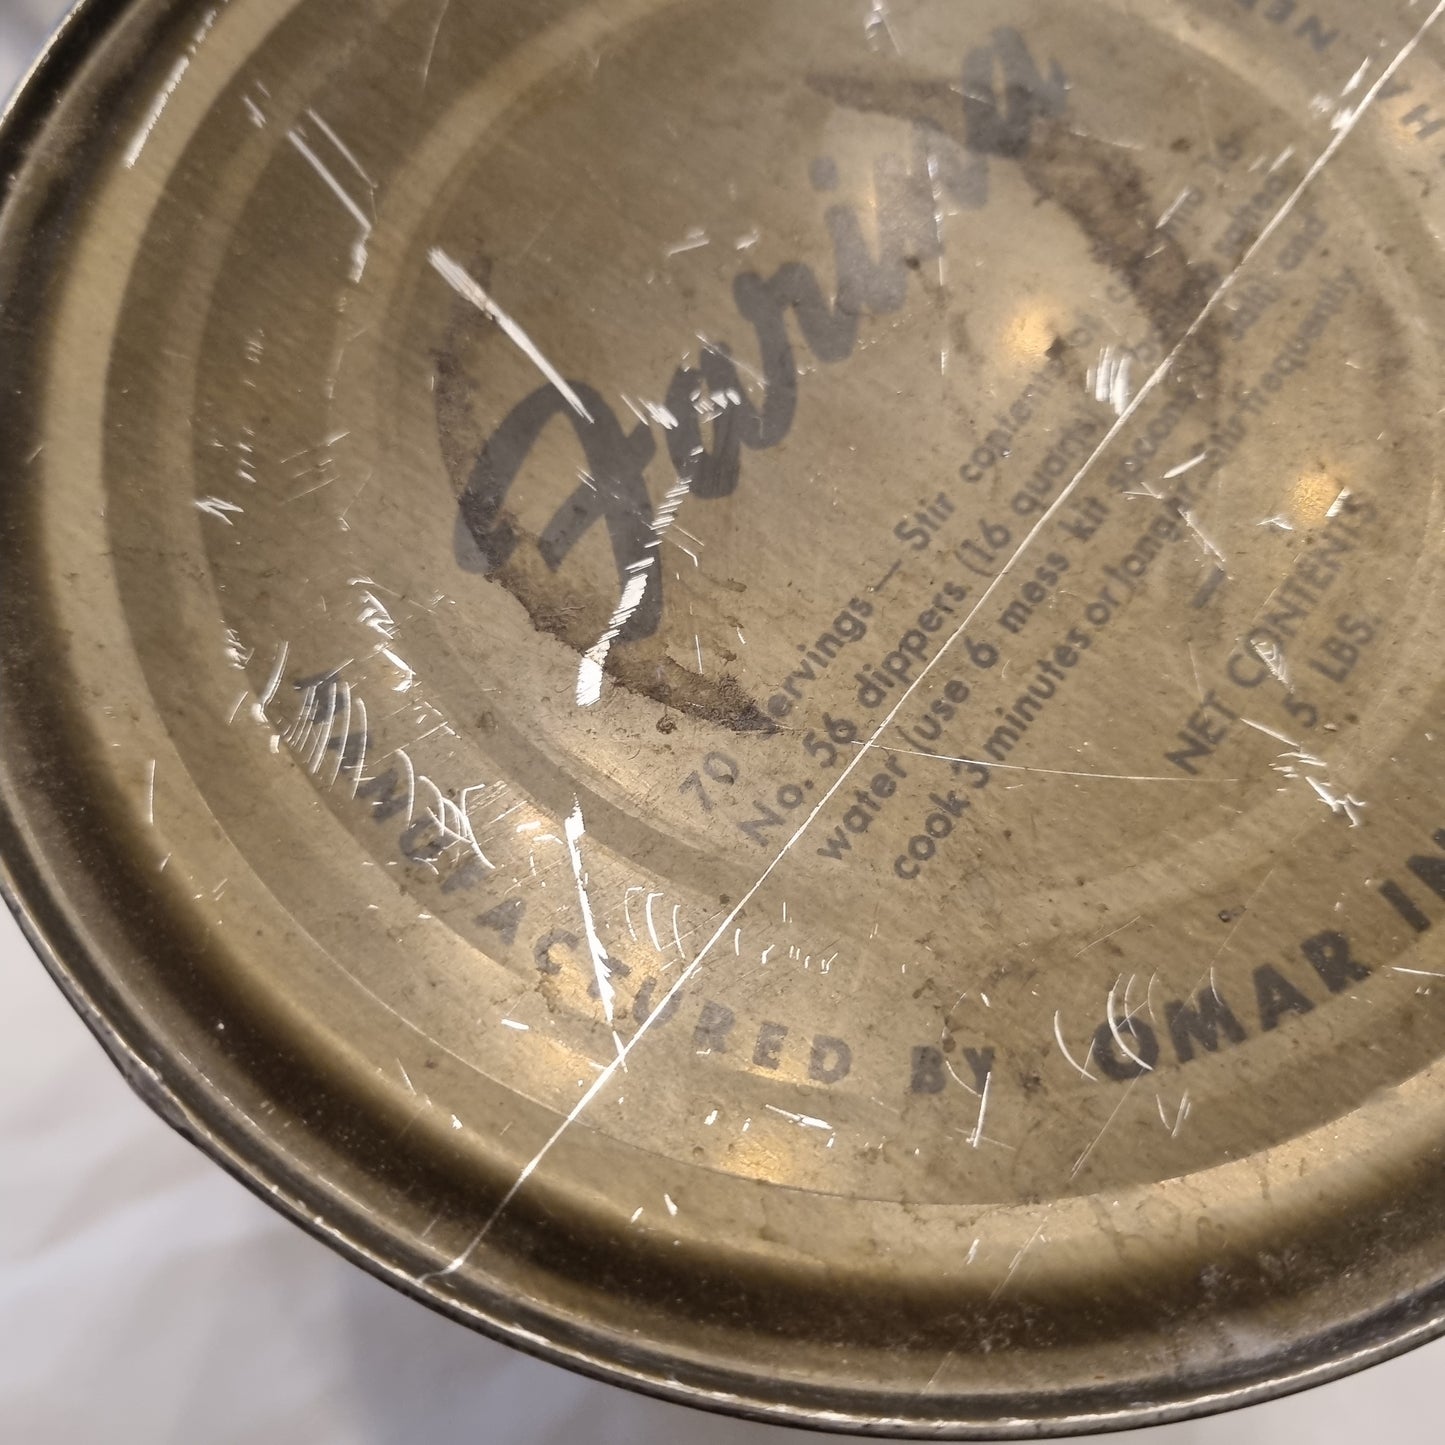 Farina
70 Servings — Stir contents of can into 16
No. 56 dippers (16 quarts) boiling salted
water (use 6 mess kit spoons salt) and
cook 3 minutes or longer. Stir frequently
—
NET CONTENTS
5 LBS.
MANUFACTURED BY OMAR IN